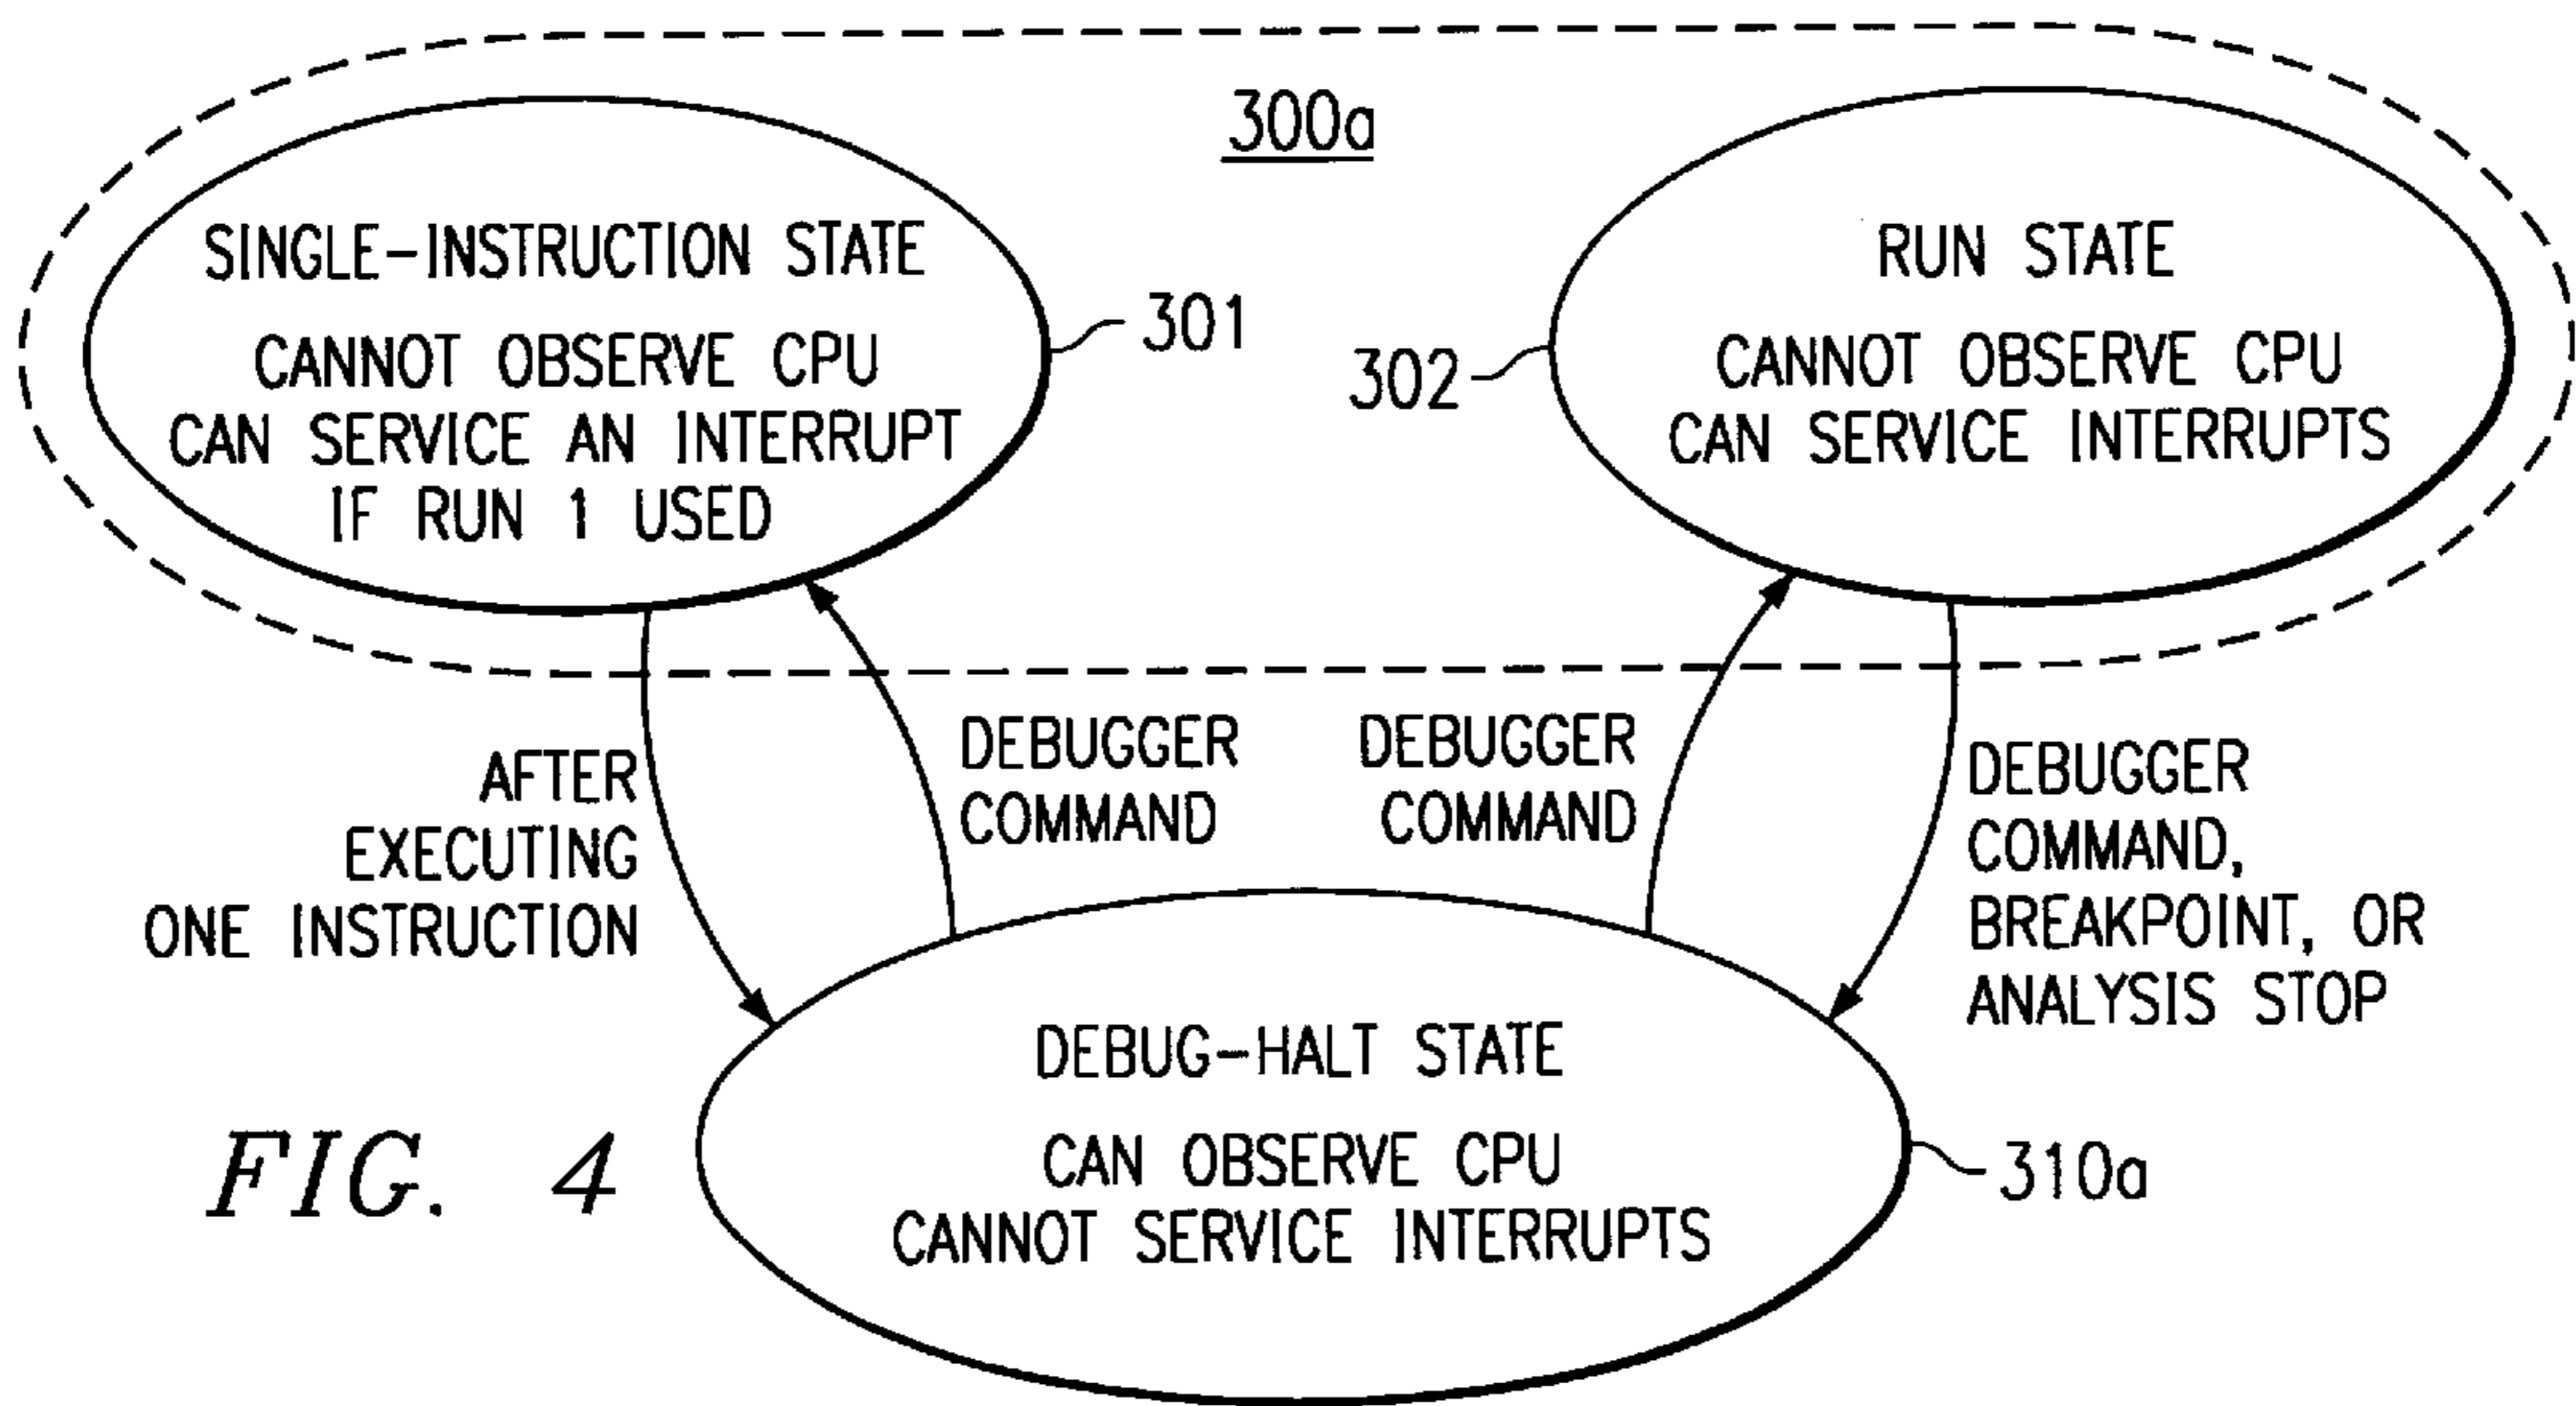 300a
SINGLE-INSTRUCTION STATE
CANNOT OBSERVE CPU
CAN SERVICE AN INTERRUPT
IF RUN 1 USED
301
RUN STATE
CANNOT OBSERVE CPU
CAN SERVICE INTERRUPTS
302
AFTER
EXECUTING
ONE INSTRUCTION
DEBUGGER
COMMAND
DEBUGGER
COMMAND
DEBUGGER
COMMAND,
BREAKPOINT, OR
ANALYSIS STOP
DEBUG-HALT STATE
CAN OBSERVE CPU
CANNOT SERVICE INTERRUPTS
310a
FIG. 4